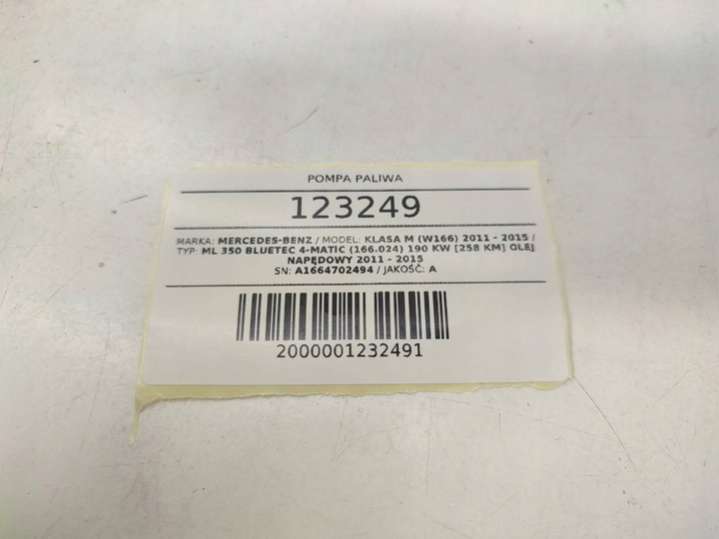 POMPA PALIWA
123249
MARKA: MERCEDES-BENZ / MODEL: KLASA M (W166) 2011 - 2015 /
TYP: ML 350 BLUETEC 4-MATIC (166.024) 190 KW [258 KM] OLEJ
NAPĘDOWY 2011 - 2015
SN: A1664702494 / JAKOŚĆ: A
2000001232491